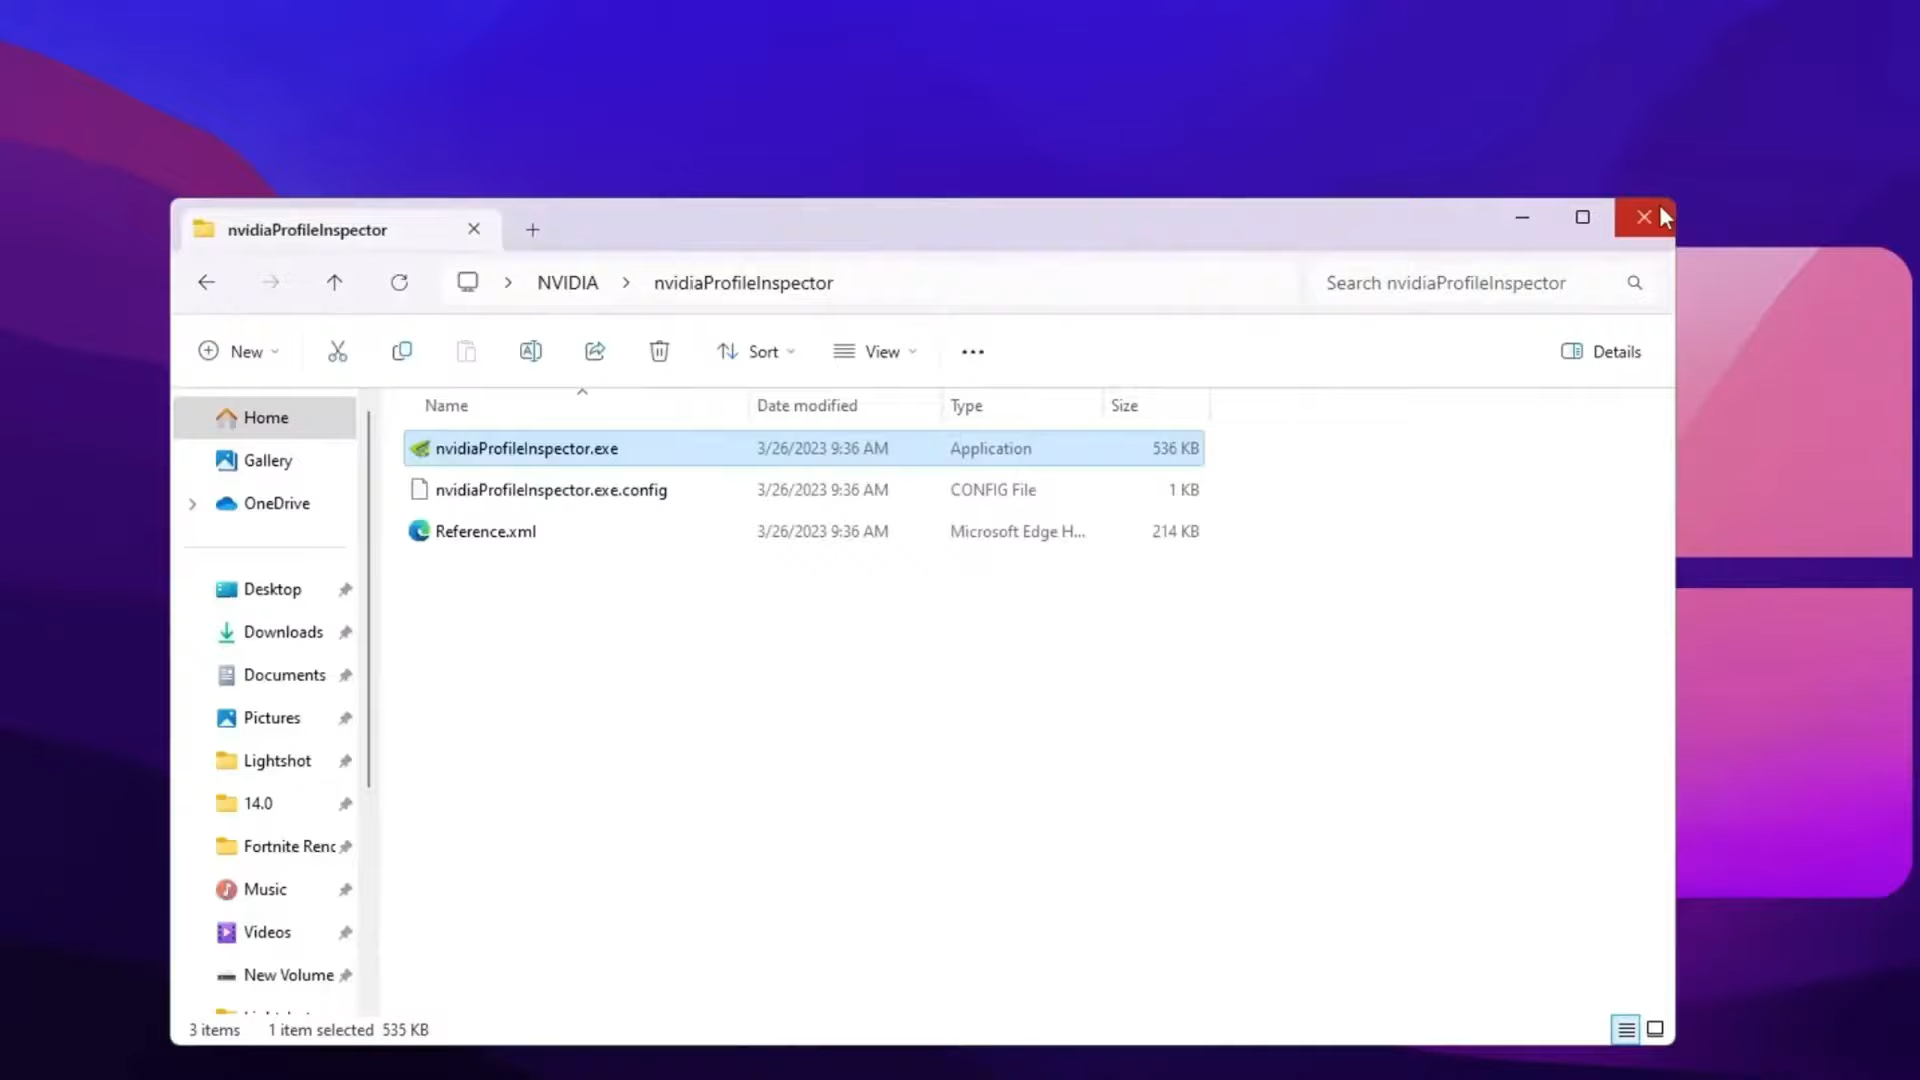 nvidiaProfileInspector
NVIDIA > nvidiaProfileInspector
Search nvidiaProfileInspector
New
Sort
View
Details
Name Date modified Type Size
nvidiaProfileInspector.exe 3/26/2023 9:36 AM Application 536 KB
nvidiaProfileInspector.exe.config 3/26/2023 9:36 AM CONFIG File 1 KB
Reference.xml 3/26/2023 9:36 AM Microsoft Edge H... 214 KB
Home
Gallery
OneDrive
Desktop
Downloads
Documents
Pictures
Lightshot
14.0
Fortnite Renc
Music
Videos
New Volume
3 items 1 item selected 535 KB